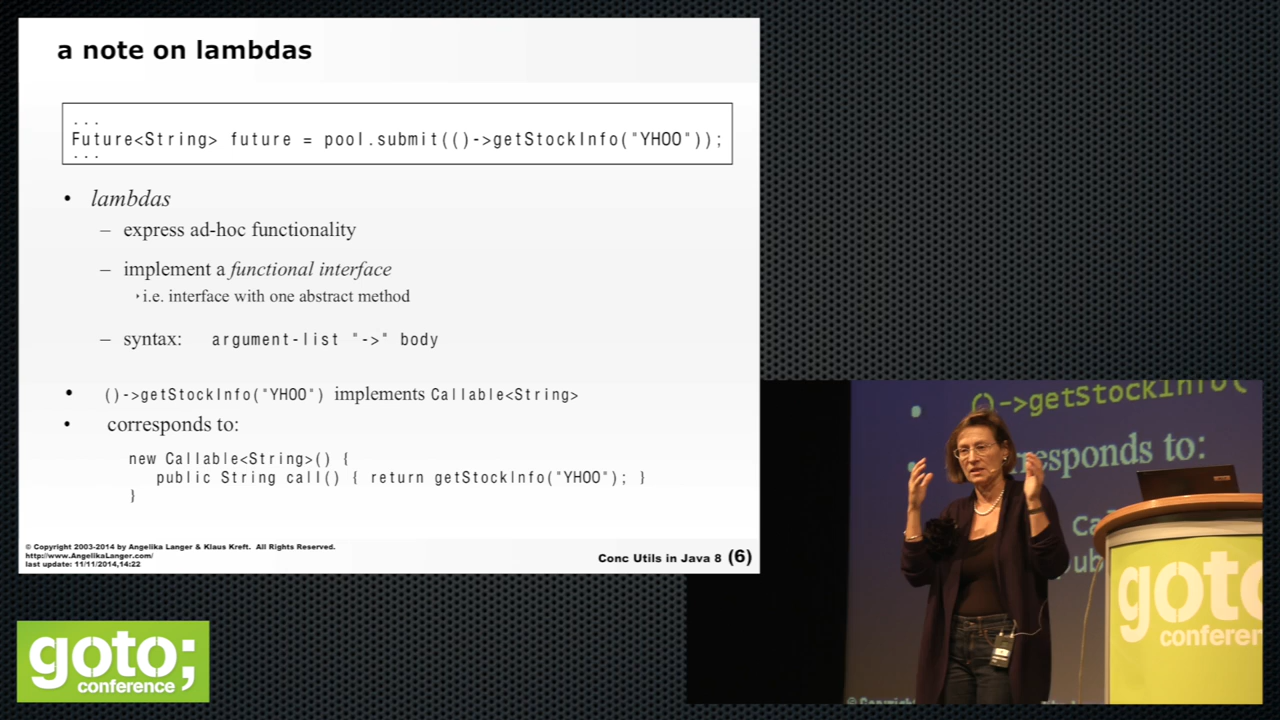 a note on lambdas
...
Future<String> future = pool.submit(()->getStockInfo("YHOO"));
...
• lambdas
– express ad-hoc functionality
– implement a functional interface
‣i.e. interface with one abstract method
– syntax: argument-list "->" body
• ()->getStockInfo("YHOO") implements Callable<String>
• corresponds to:
new Callable<String>() {
public String call() { return getStockInfo("YHOO"); }
}
© Copyright 2003-2014 by Angelika Langer & Klaus Kreft. All Rights Reserved.
http://www.AngelikaLanger.com/
last update: 11/11/2014,14:22
Conc Utils in Java 8 (6)
• ()->getStockInfo(
responds to:
goto;
conference